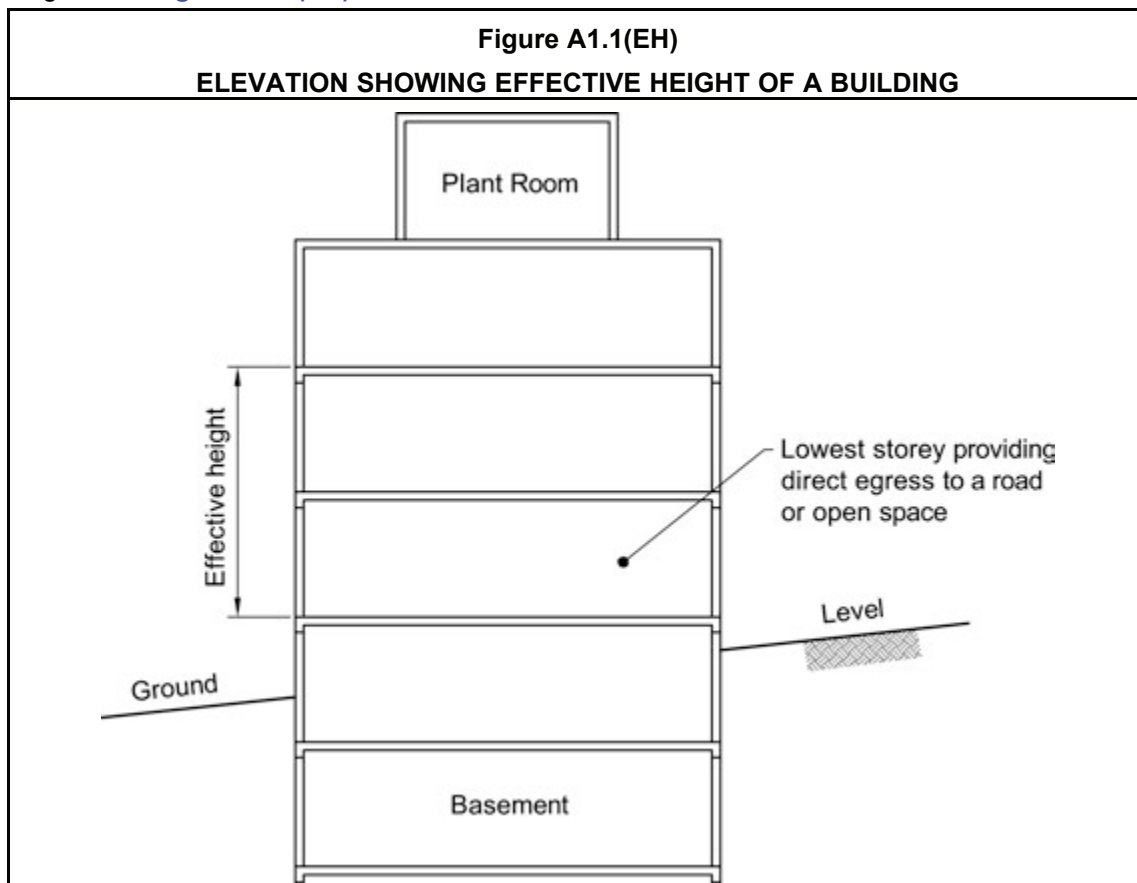 Figure A1.1(EH)
ELEVATION SHOWING EFFECTIVE HEIGHT OF A BUILDING
Plant Room
Effective height
Lowest storey providing
direct egress to a road
or open space
Level
Ground
Basement